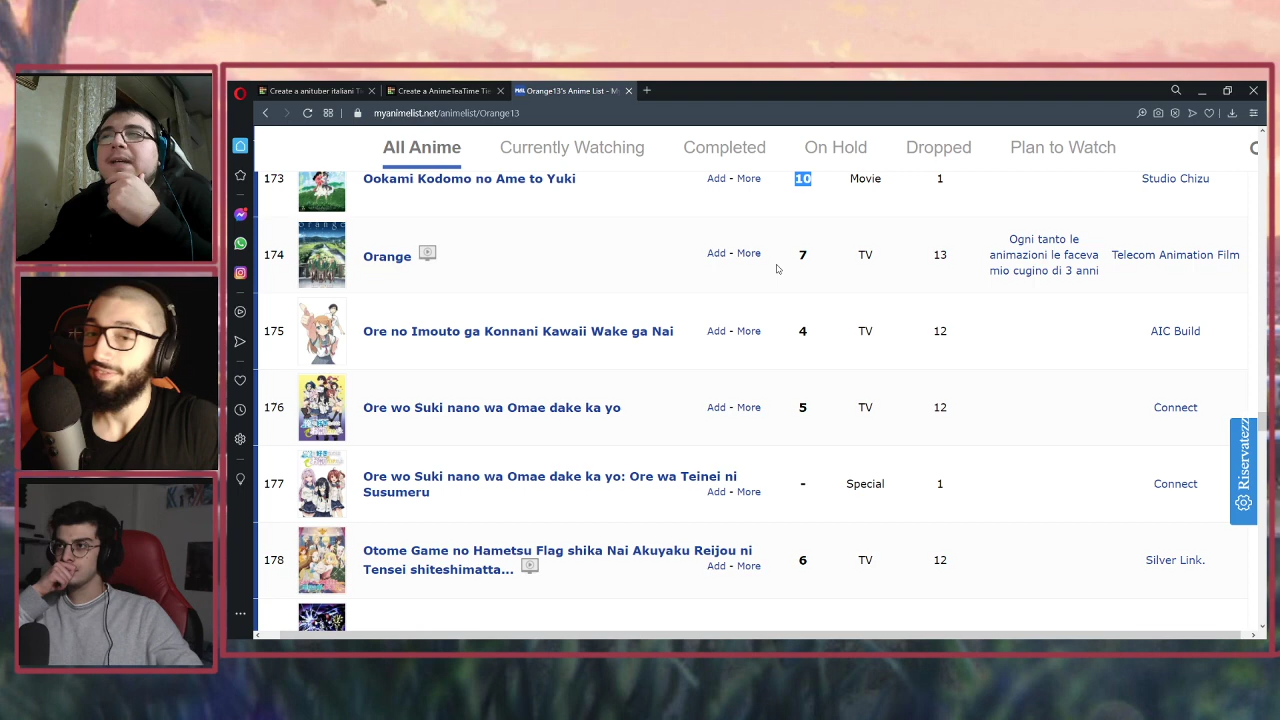 Create a anituber italiani Ti
Create a AnimeTeaTime Tie
Orange13's Anime List - My
myanimelist.net/animelist/Orange13
All Anime
Currently Watching
Completed
On Hold
Dropped
Plan to Watch
173
Ookami Kodomo no Ame to Yuki
Add - More
10
Movie
1
Studio Chizu
174
Orange
Add - More
7
TV
13
Ogni tanto le
animazioni le faceva
mio cugino di 3 anni
Telecom Animation Film
175
Ore no Imouto ga Konnani Kawaii Wake ga Nai
Add - More
4
TV
12
AIC Build
176
Ore wo Suki nano wa Omae dake ka yo
Add - More
5
TV
12
Connect
177
Ore wo Suki nano wa Omae dake ka yo: Ore wa Teinei ni
Susumeru
Add - More
-
Special
1
Connect
178
Otome Game no Hametsu Flag shika Nai Akuyaku Reijou ni
Tensei shiteshimatta...
Add - More
6
TV
12
Silver Link.
Riservatezz